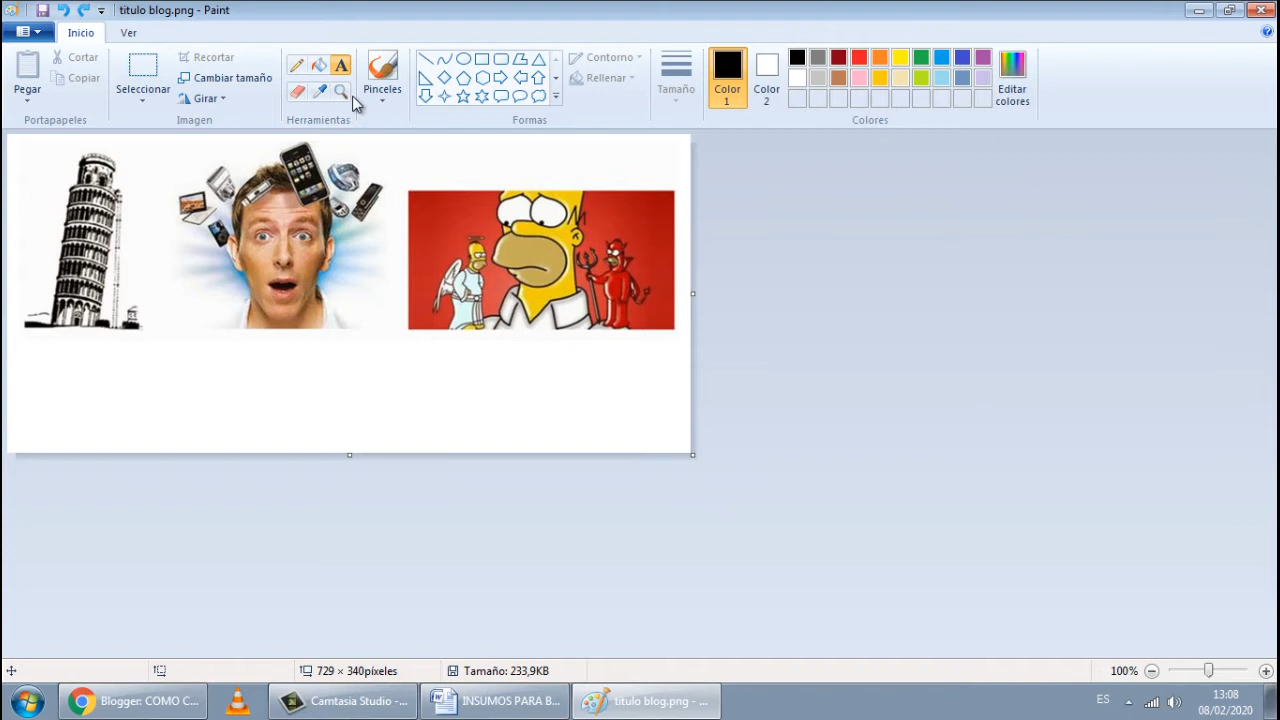 titulo blog.png - Paint
Inicio
Ver
Pegar
Cortar
Copiar
Portapapeles
Seleccionar
Recortar
Cambiar tamaño
Girar
Imagen
A
Herramientas
Pinceles
Contorno
Rellenar
Formas
Tamaño
Color
1
Color
2
Editar
colores
Colores
729 × 340píxeles
Tamaño: 233,9KB
100%
Blogger: COMO C...
Camtasia Studio -...
INSUMOS PARA B...
titulo blog.png - ...
ES
13:08
08/02/2020